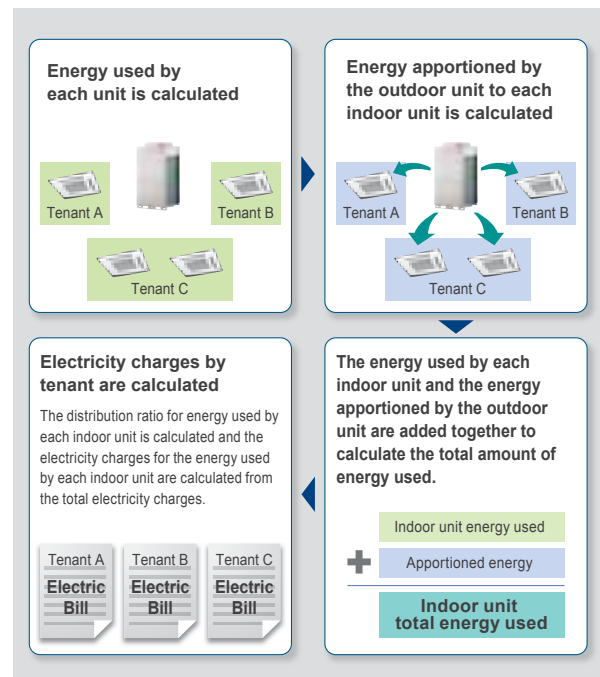 Energy used by
each unit is calculated
Tenant A
Tenant B
Tenant C
Energy apportioned by
the outdoor unit to each
indoor unit is calculated
Tenant A
Tenant B
Tenant C
The energy used by each
indoor unit and the energy
apportioned by the outdoor
unit are added together to
calculate the total amount of
energy used.
Indoor unit energy used
+
Apportioned energy
Indoor unit
total energy used
Electricity charges by
tenant are calculated
The distribution ratio for energy used by
each indoor unit is calculated and the
electricity charges for the energy used
by each indoor unit are calculated from
the total electricity charges.
Tenant A
Electric
Bill
Tenant B
Electric
Bill
Tenant C
Electric
Bill